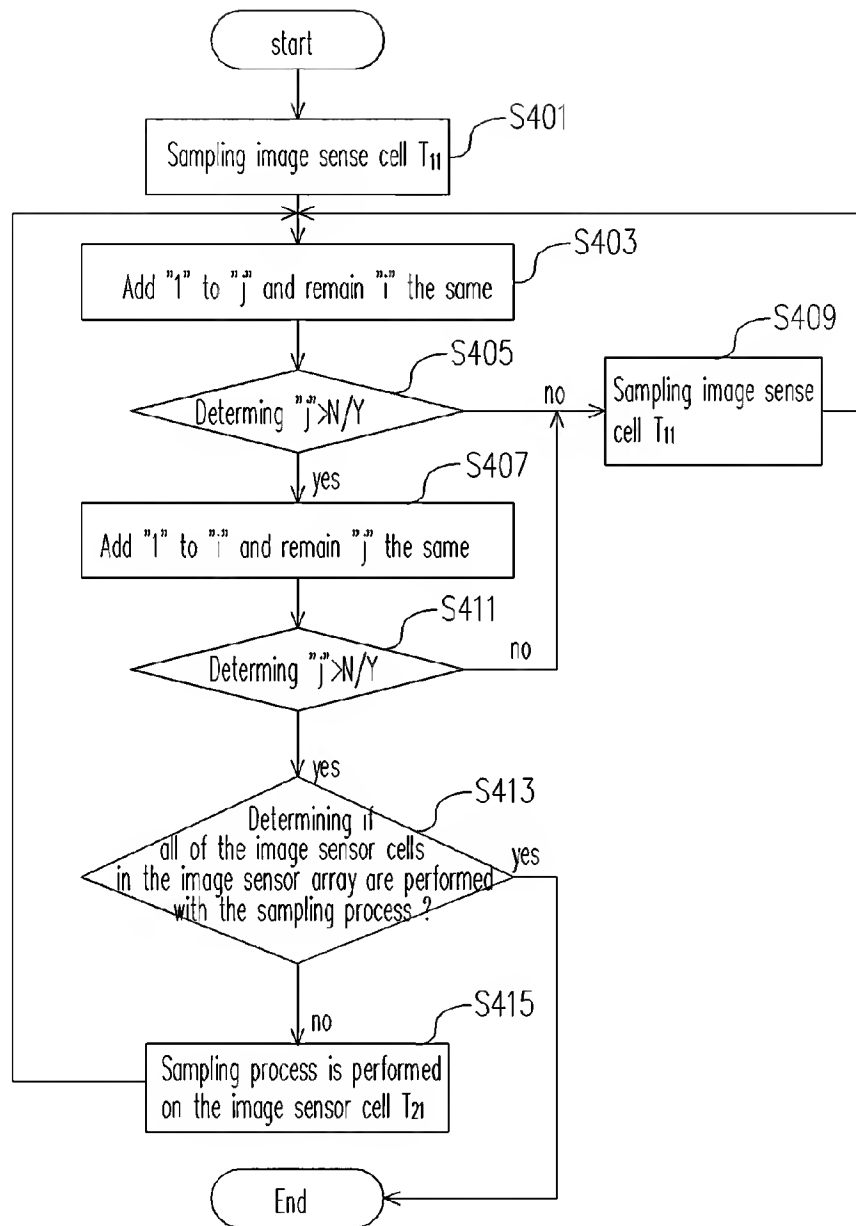 start
S401
Sampling image sense cell T11
S403
Add "1" to "j" and remain "i" the same
S405
Determing "j">N/Y
no
S409
Sampling image sense
cell T11
yes
S407
Add "1" to "i" and remain "j" the same
S411
Determing "j">N/Y
no
yes
S413
Determining if
all of the image sensor cells
in the image sensor array are performed
with the sampling process ?
yes
no
S415
Sampling process is performed
on the image sensor cell T21
End